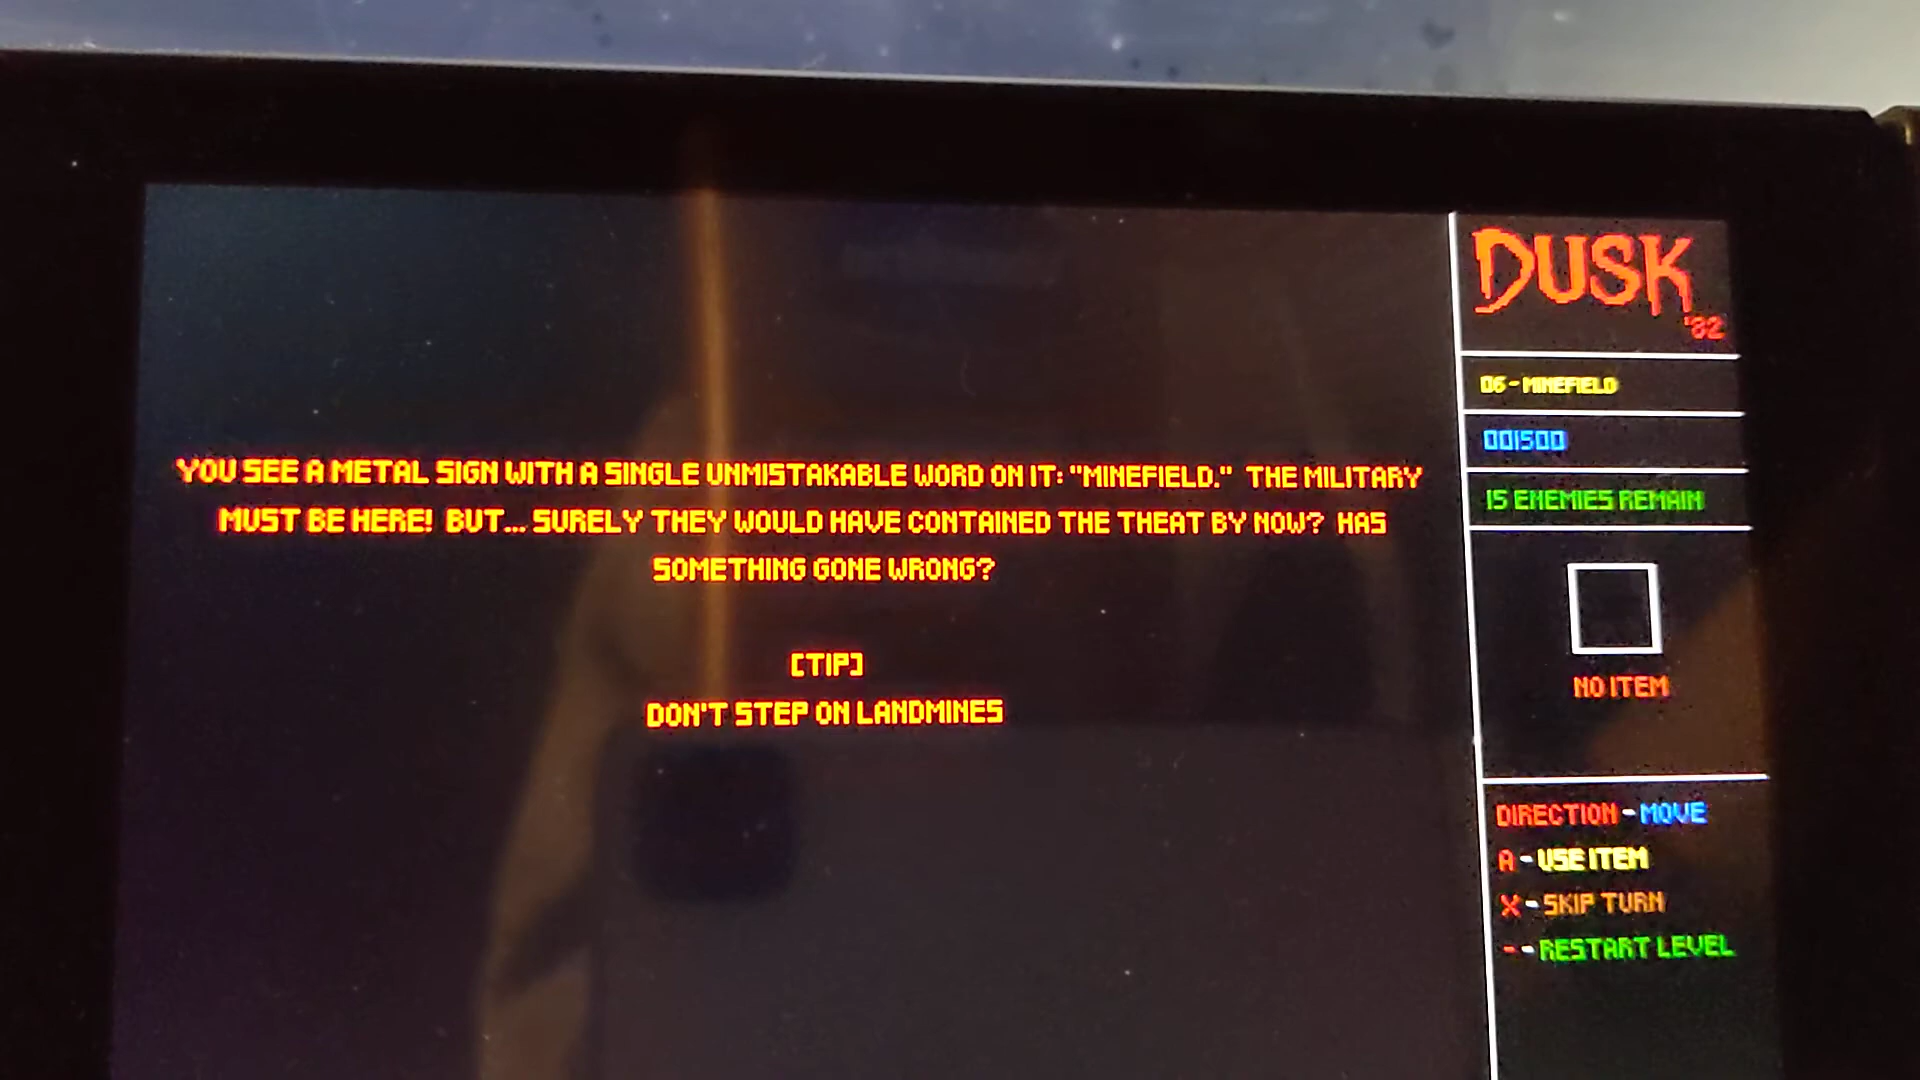 YOU SEE A METAL SIGN WITH A SINGLE UNMISTAKABLE WORD ON IT: "MINEFIELD." THE MILITARY
MUST BE HERE! BUT... SURELY THEY WOULD HAVE CONTAINED THE THEAT BY NOW? HAS
SOMETHING GONE WRONG?
[TIP]
DON'T STEP ON LANDMINES
DUSK
'82
06 - MINEFIELD
001500
15 ENEMIES REMAIN
NO ITEM
DIRECTION - MOVE
A - USE ITEM
X - SKIP TURN
- - RESTART LEVEL